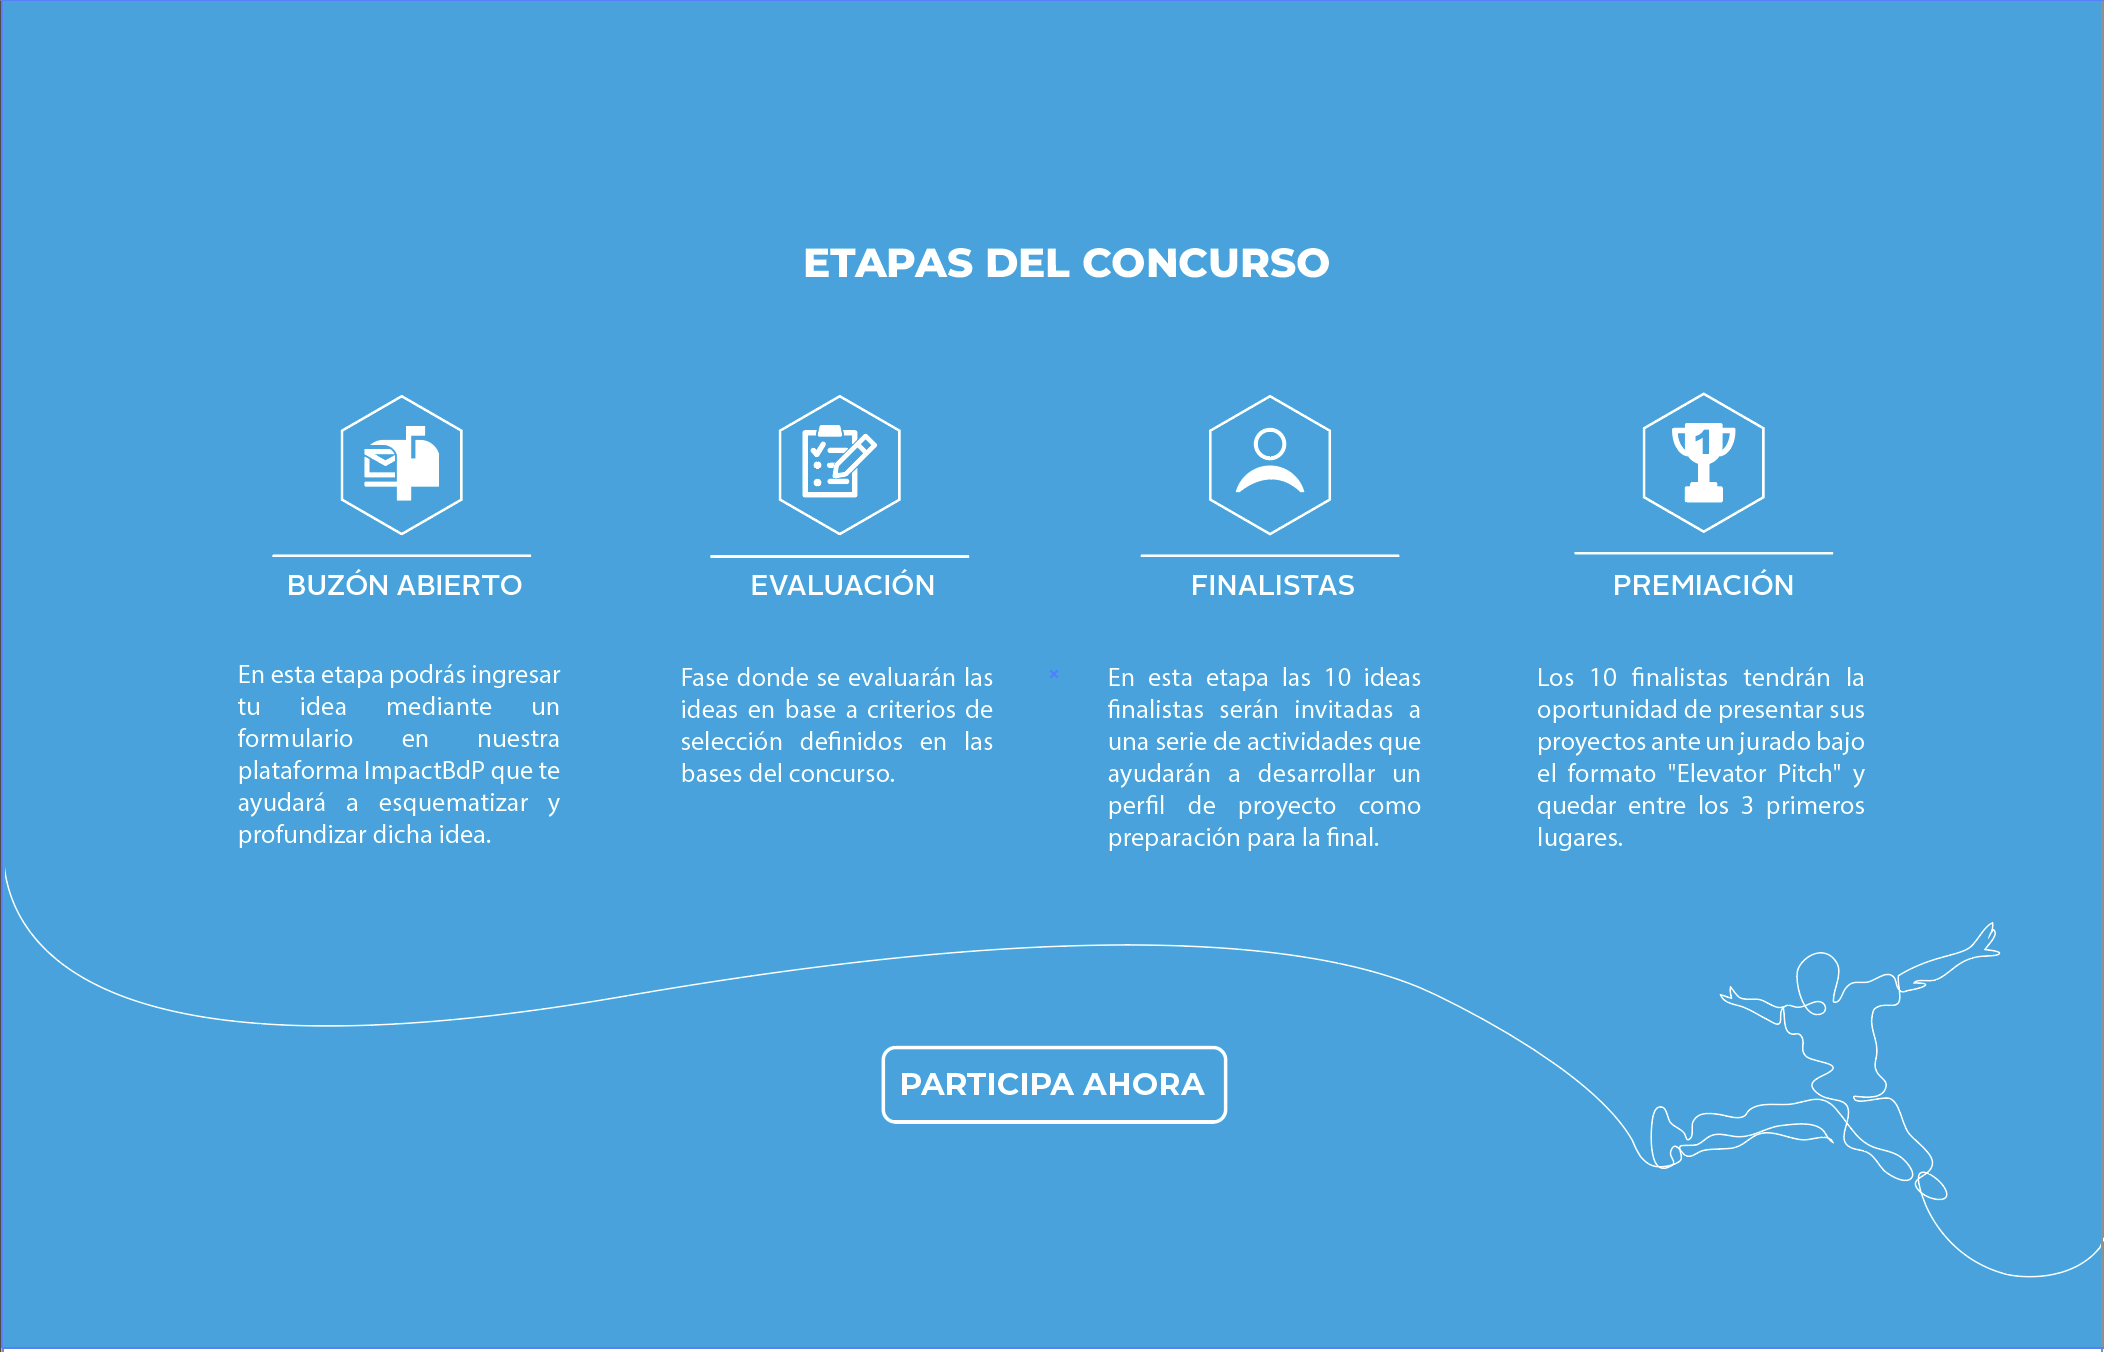 ETAPAS DEL CONCURSO
1
BUZÓN ABIERTO
En esta etapa podrás ingresar
tu idea mediante un
formulario en nuestra
plataforma ImpactBdP que te
ayudará a esquematizar y
profundizar dicha idea.
EVALUACIÓN
Fase donde se evaluarán las
ideas en base a criterios de
selección definidos en las
bases del concurso.
FINALISTAS
En esta etapa las 10 ideas
finalistas serán invitadas a
una serie de actividades que
ayudarán a desarrollar un
perfil de proyecto como
preparación para la final.
PREMIACIÓN
Los 10 finalistas tendrán la
oportunidad de presentar sus
proyectos ante un jurado bajo
el formato "Elevator Pitch" y
quedar entre los 3 primeros
lugares.
PARTICIPA AHORA